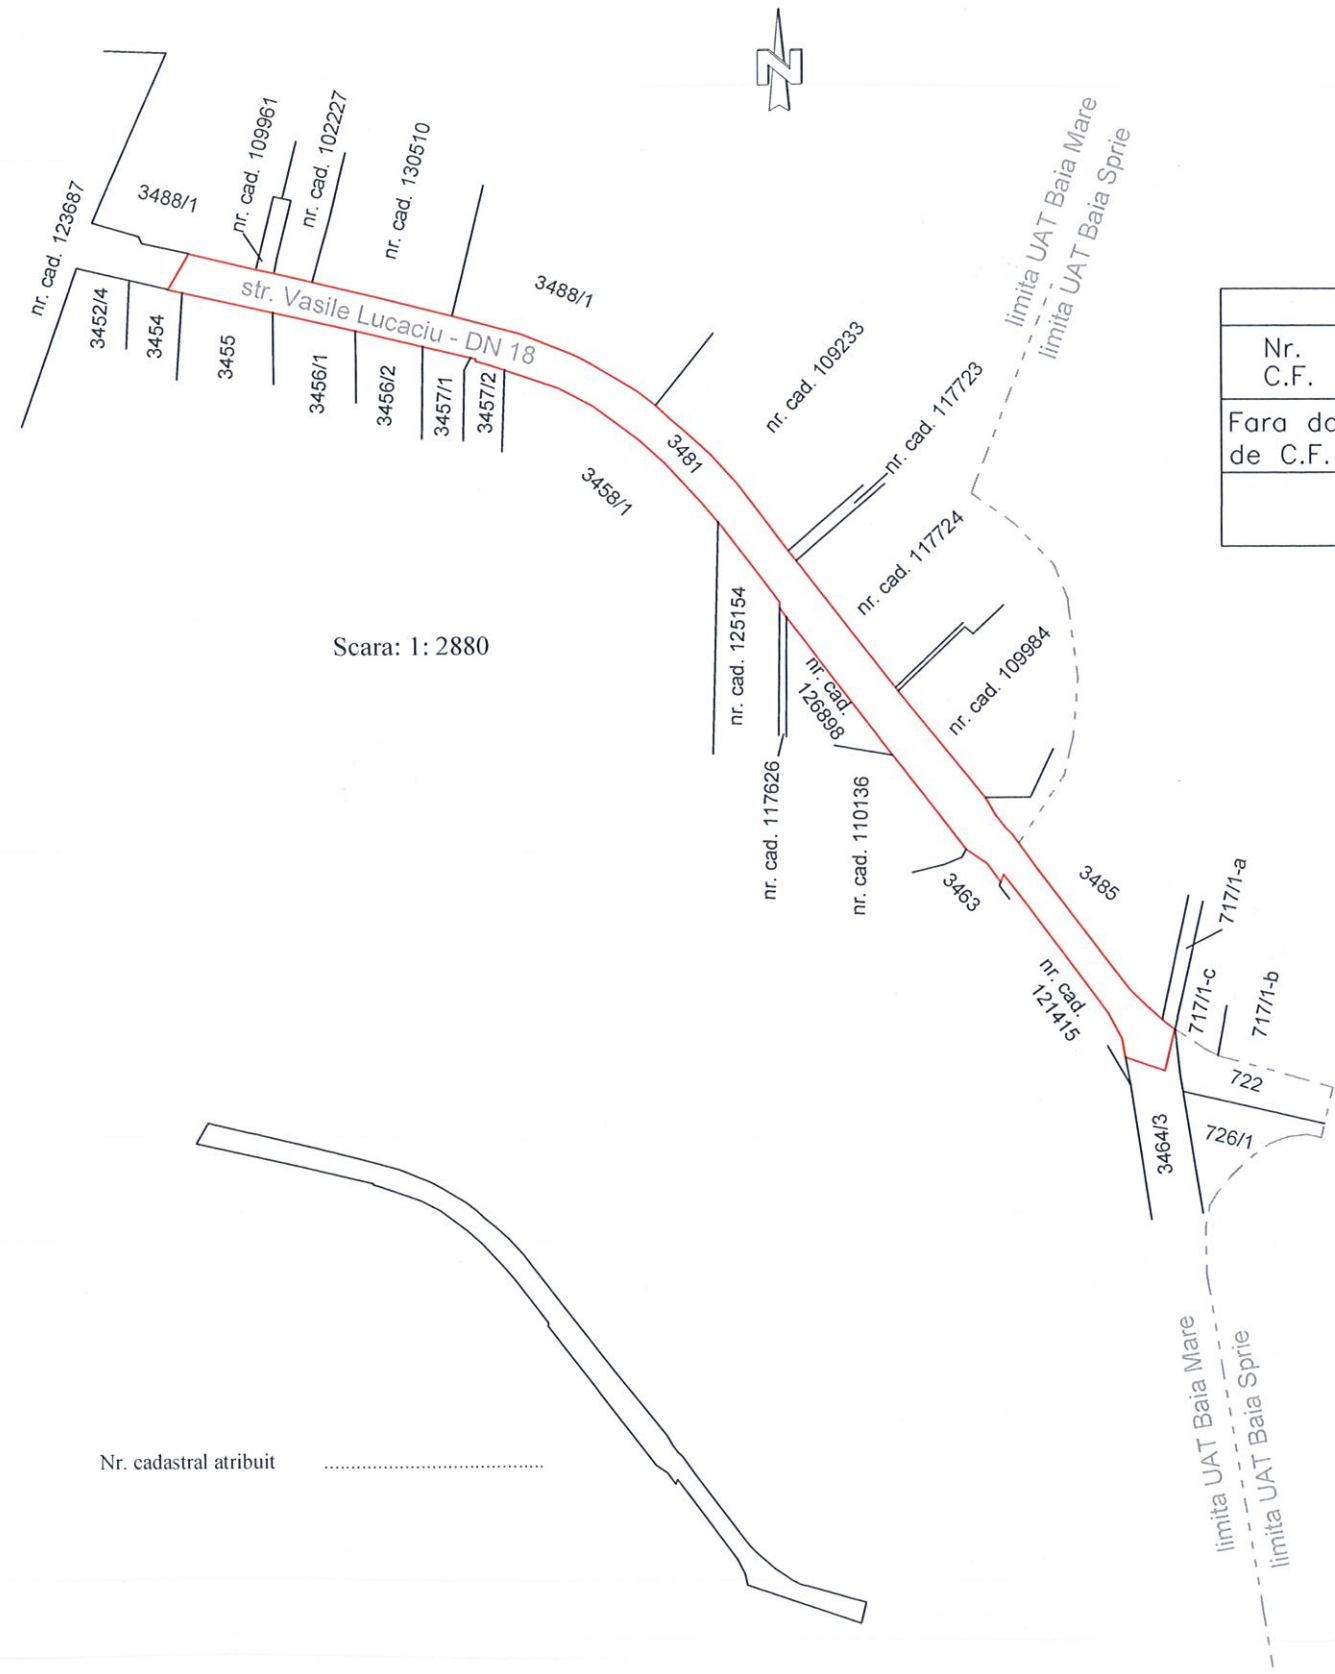 N
limita UAT Baia Mare
limita UAT Baia Sprie
nr. cad. 123687
3488/1
nr. cad. 109961
nr. cad. 102227
nr. cad. 130510
3488/1
str. Vasile Lucaciu - DN 18
3452/4
3454
3455
3456/1
3456/2
3457/1
3457/2
3481
3458/1
nr. cad. 109233
nr. cad. 117723
nr. cad. 117724
nr. cad. 109984
Nr.
C.F.
Fara da
de C.F.
Scara: 1: 2880
nr. cad. 125154
nr. cad. 117626
nr. cad.
126898
nr. cad. 110136
3463
3485
nr. cad.
121415
717/1-a
717/1-c
717/1-b
722
726/1
3464/3
limita UAT Baia Mare
limita UAT Baia Sprie
Nr. cadastral atribuit ..........................................